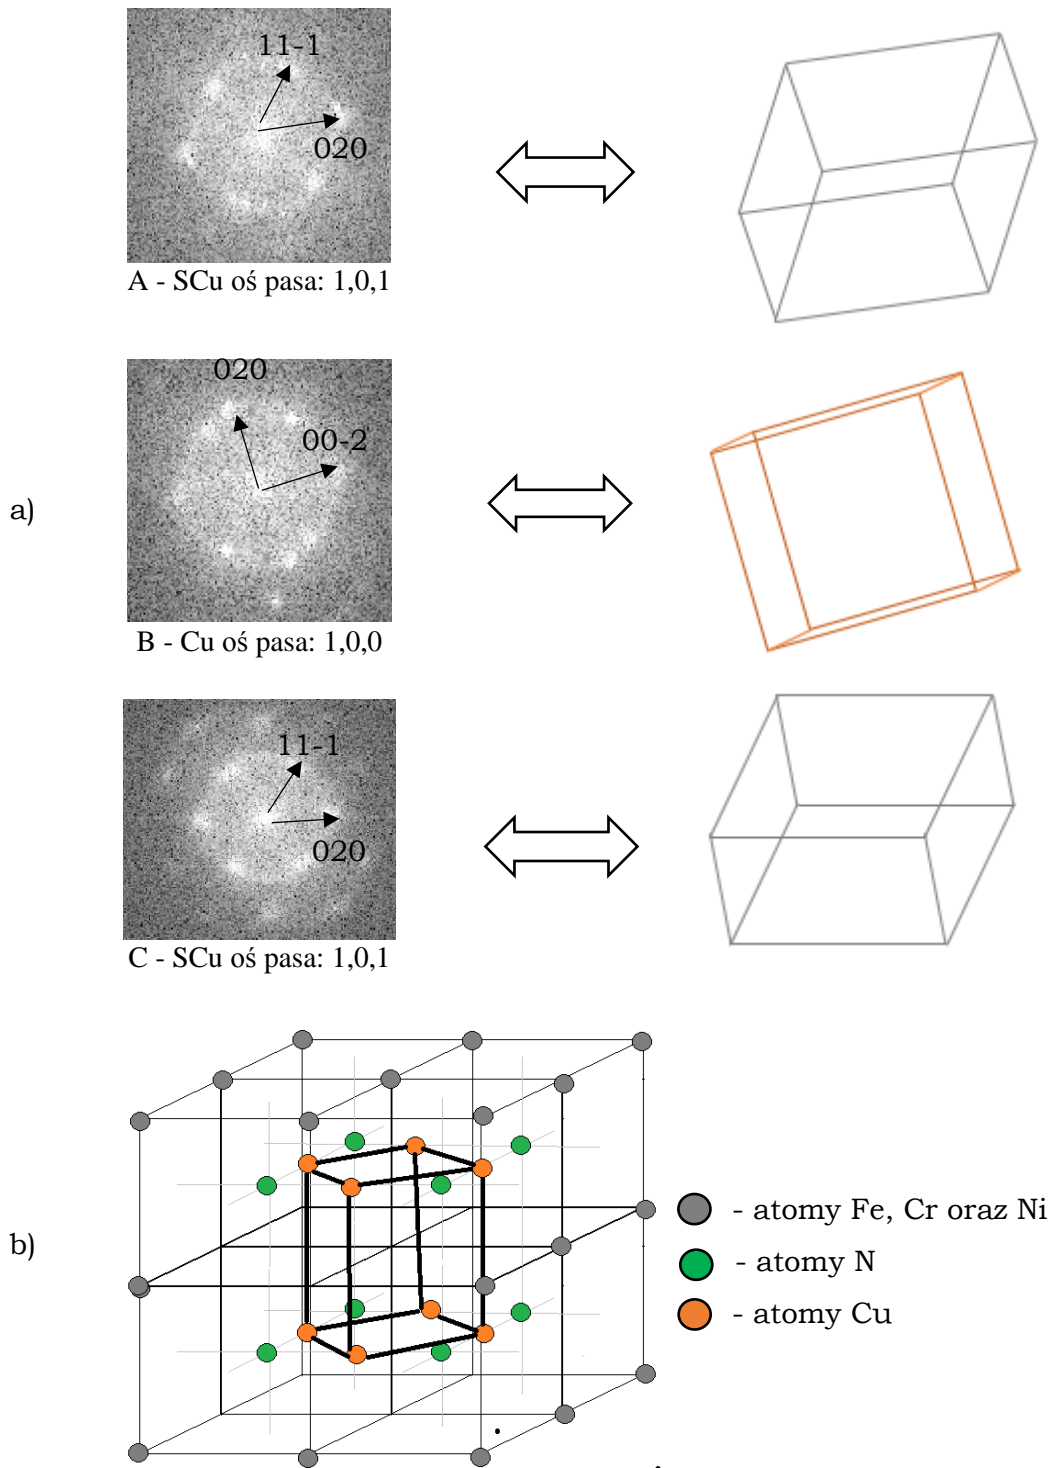 11-1
020
A - SCu oś pasa: 1,0,1
020
00-2
a)
B - Cu oś pasa: 1,0,0
11-1
020
C - SCu oś pasa: 1,0,1
b)
- atomy Fe, Cr oraz Ni
- atomy N
- atomy Cu